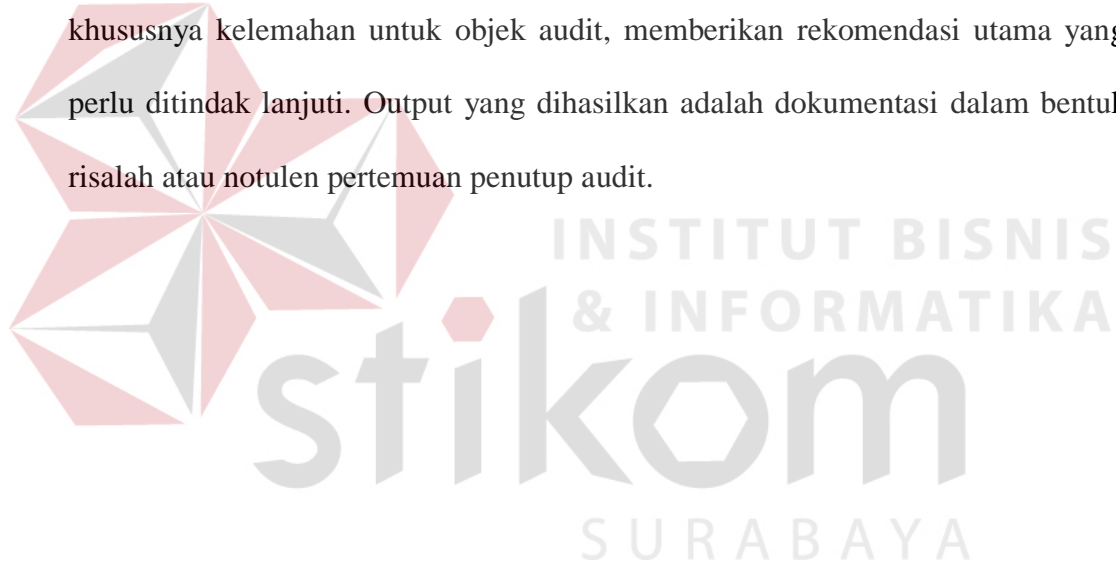 khususnya kelemahan untuk objek audit, memberikan rekomendasi utama yang
perlu ditindak lanjuti. Output yang dihasilkan adalah dokumentasi dalam bentuk
risalah atau notulen pertemuan penutup audit.
INSTITUT BISNIS
& INFORMATIKA
stikom
SURABAYA